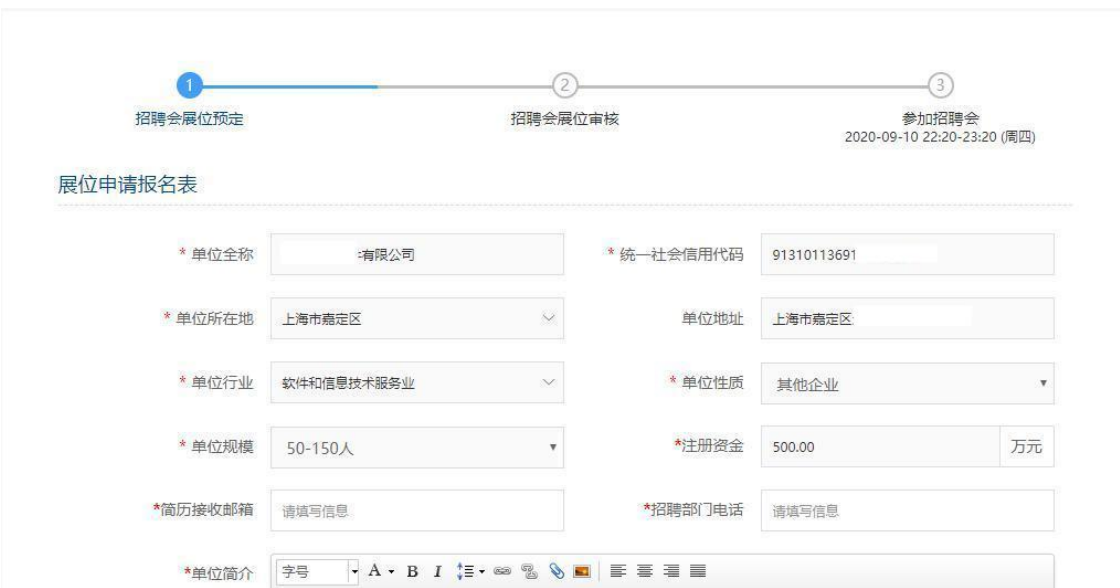 1 2 3
招聘会展位预定 招聘会展位审核 参加招聘会
2020-09-10 22:20-23:20 (周四)
展位申请报名表
* 单位全称 有限公司 * 统一社会信用代码 91310113691
* 单位所在地 上海市嘉定区 单位地址 上海市嘉定区
* 单位行业 软件和信息技术服务业 * 单位性质 其他企业
* 单位规模 50-150人 *注册资金 500.00 万元
*简历接收邮箱 请填写信息 *招聘部门电话 请填写信息
*单位简介 字号 A B I